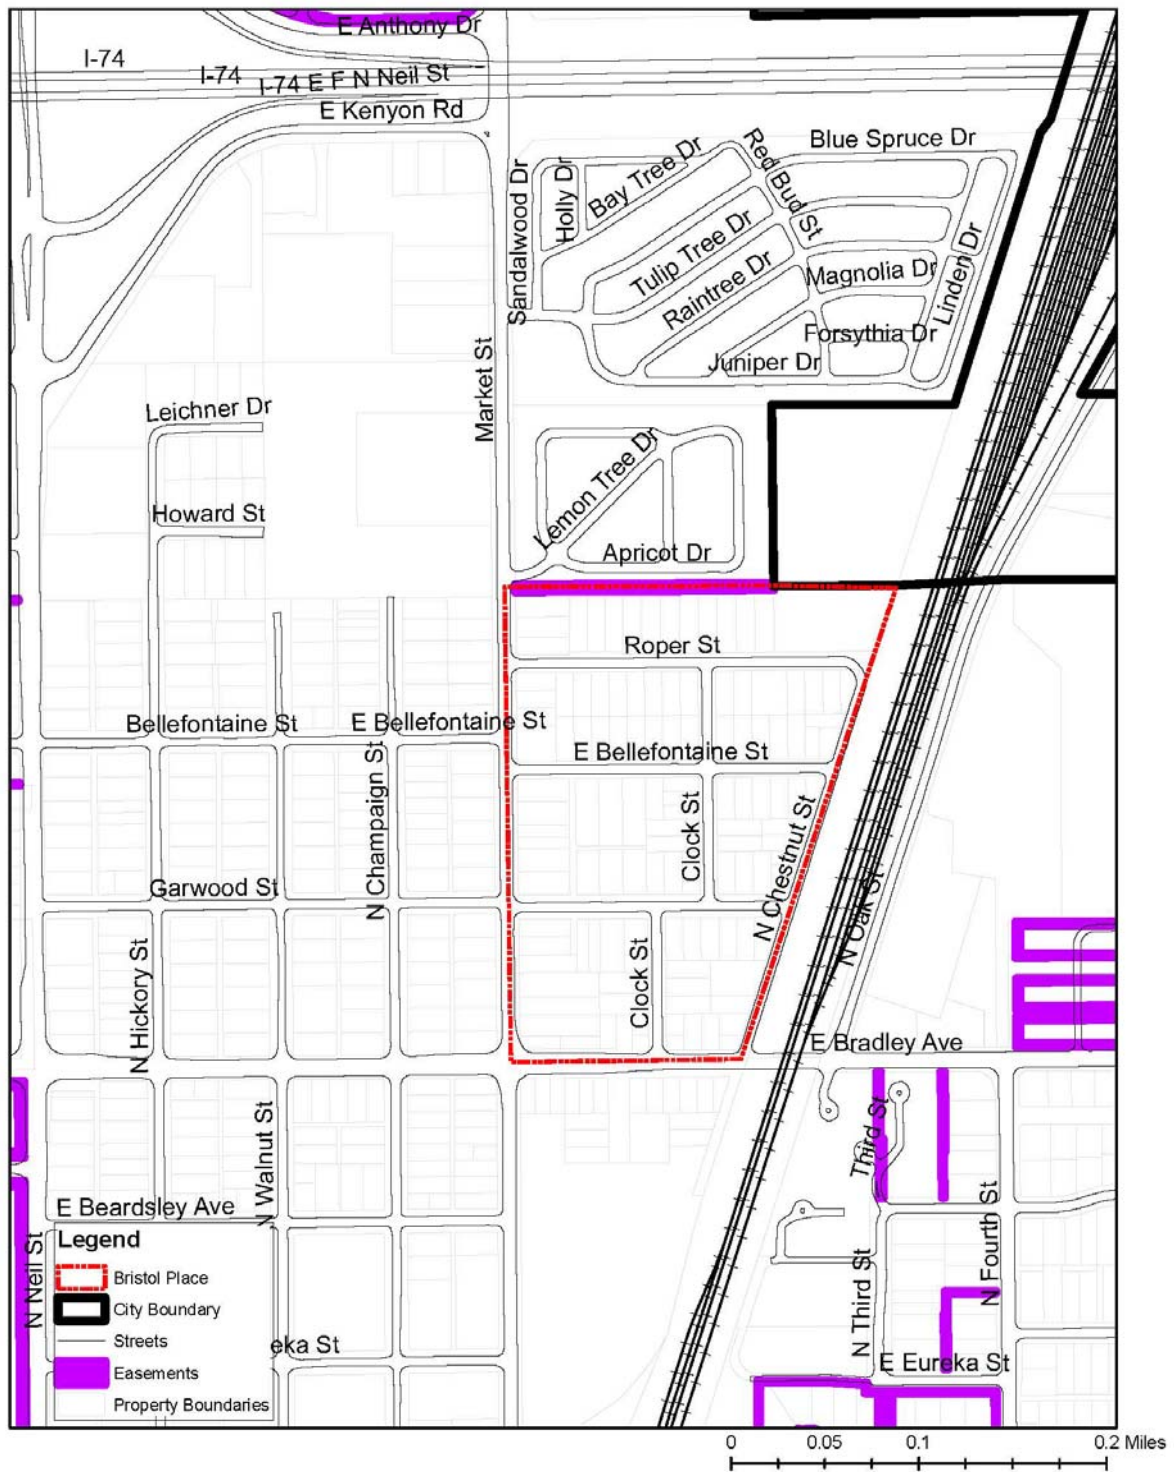 E Anthony Dr
I-74
I-74
I-74 E F N Neil St
E Kenyon Rd
Blue Spruce Dr
Red Bud St
Bay Tree Dr
Holly Dr
Sandalwood Dr
Tulip Tree Dr
Raintree Dr
Magnolia Dr
Linden Dr
Forsythia Dr
Juniper Dr
Market St
Leichner Dr
Lemon Tree Dr
Howard St
Apricot Dr
Roper St
Bellefontaine St
E Bellefontaine St
E Bellefontaine St
N Champaign St
Clock St
N Chestnut St
Garwood St
N Oak St
N Hickory St
Clock St
E Bradley Ave
Third St
N Walnut St
E Beardsley Ave
N Fourth St
N Neil St
N Third St
eka St
E Eureka St
Legend
Bristol Place
City Boundary
Streets
Easements
Property Boundaries
0 0.05 0.1 0.2 Miles